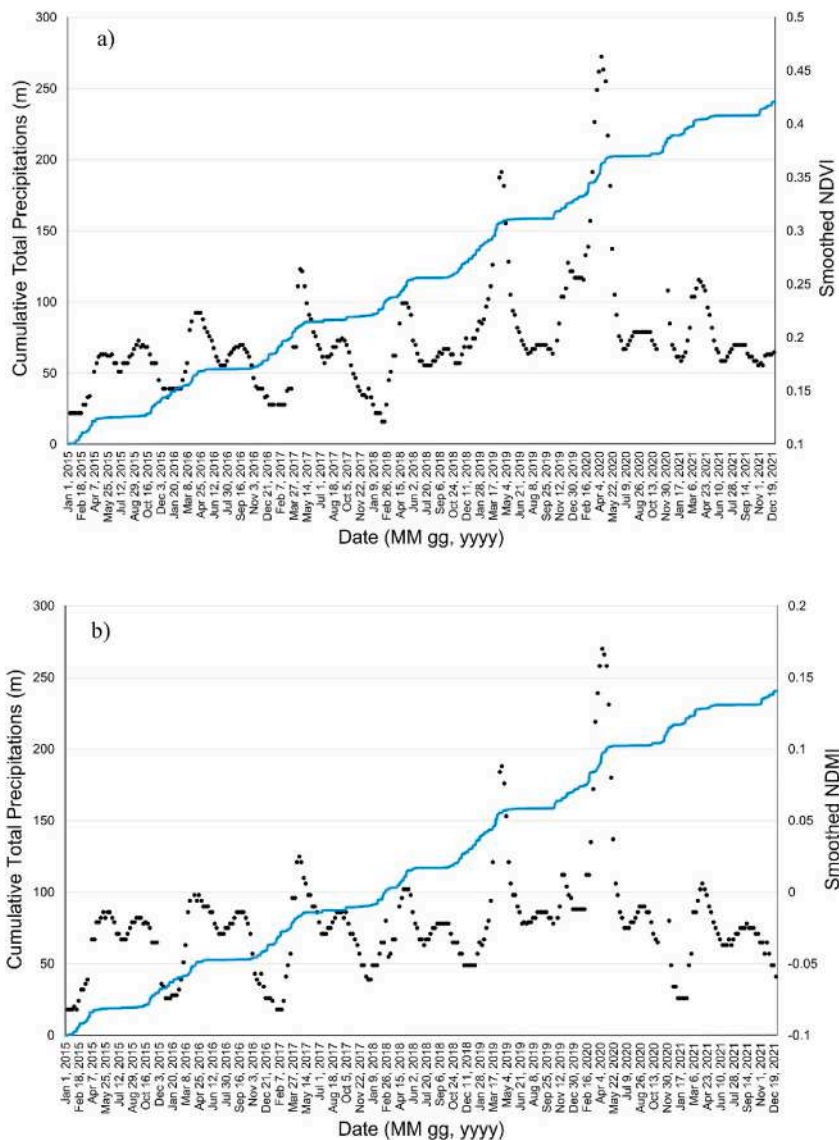 a)
300
250
200
150
100
50
0
Cumulative Total Precipitations (m)
0.5
0.45
0.4
0.35
0.3
0.25
0.2
0.15
0.1
Smoothed NDVI
Jan 1, 2015
Feb 18, 2015
Apr 7, 2015
May 25, 2015
Jul 12, 2015
Aug 29, 2015
Oct 16, 2015
Dec 3, 2015
Jan 20, 2016
Mar 8, 2016
Apr 25, 2016
Jun 12, 2016
Jul 30, 2016
Sep 16, 2016
Nov 3, 2016
Dec 21, 2016
Feb 7, 2017
Mar 27, 2017
May 14, 2017
Jul 1, 2017
Aug 18, 2017
Oct 5, 2017
Nov 22, 2017
Jan 9, 2018
Feb 26, 2018
Apr 15, 2018
Jun 2, 2018
Jul 20, 2018
Sep 6, 2018
Oct 24, 2018
Dec 11, 2018
Jan 28, 2019
Mar 17, 2019
May 4, 2019
Jun 21, 2019
Aug 8, 2019
Sep 25, 2019
Nov 12, 2019
Dec 30, 2019
Feb 16, 2020
Apr 4, 2020
May 22, 2020
Jul 9, 2020
Aug 26, 2020
Oct 13, 2020
Nov 30, 2020
Jan 17, 2021
Mar 6, 2021
Apr 23, 2021
Jun 10, 2021
Jul 28, 2021
Sep 14, 2021
Nov 1, 2021
Dec 19, 2021
Date (MM gg, yyyy)
b)
300
250
200
150
100
50
0
Cumulative Total Precipitations (m)
0.2
0.15
0.1
0.05
0
-0.05
-0.1
Smoothed NDMI
Jan 1, 2015
Feb 18, 2015
Apr 7, 2015
May 25, 2015
Jul 12, 2015
Aug 29, 2015
Oct 16, 2015
Dec 3, 2015
Jan 20, 2016
Mar 8, 2016
Apr 25, 2016
Jun 12, 2016
Jul 30, 2016
Sep 16, 2016
Nov 3, 2016
Dec 21, 2016
Feb 7, 2017
Mar 27, 2017
May 14, 2017
Jul 1, 2017
Aug 18, 2017
Oct 5, 2017
Nov 22, 2017
Jan 9, 2018
Feb 26, 2018
Apr 15, 2018
Jun 2, 2018
Jul 20, 2018
Sep 6, 2018
Oct 24, 2018
Dec 11, 2018
Jan 28, 2019
Mar 17, 2019
May 4, 2019
Jun 21, 2019
Aug 8, 2019
Sep 25, 2019
Nov 12, 2019
Dec 30, 2019
Feb 16, 2020
Apr 4, 2020
May 22, 2020
Jul 9, 2020
Aug 26, 2020
Oct 13, 2020
Nov 30, 2020
Jan 17, 2021
Mar 6, 2021
Apr 23, 2021
Jun 10, 2021
Jul 28, 2021
Sep 14, 2021
Nov 1, 2021
Dec 19, 2021
Date (MM gg, yyyy)